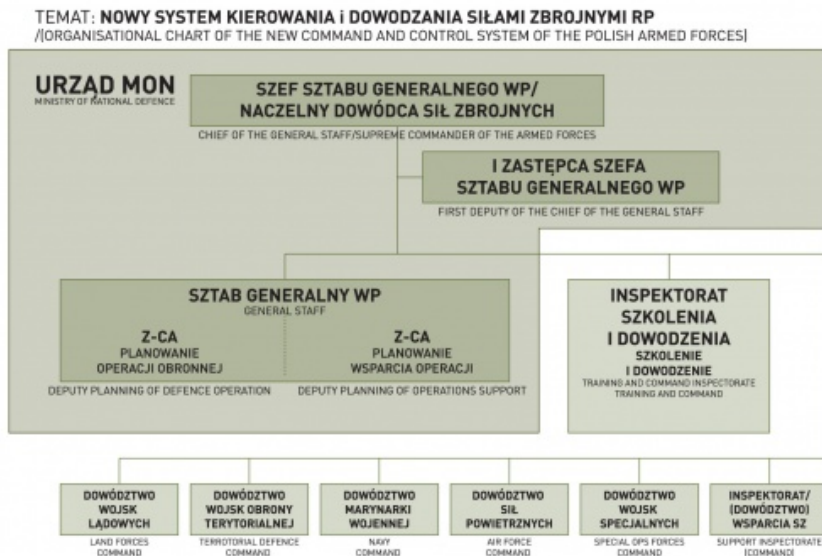 TEMAT: NOWY SYSTEM KIEROWANIA i DOWODZANIA SIŁAMI ZBROJNYMI RP
/(ORGANISATIONAL CHART OF THE NEW COMMAND AND CONTROL SYSTEM OF THE POLISH ARMED FORCES)
URZĄD MON
MINISTRY OF NATIONAL DEFENCE
SZEF SZTABU GENERALNEGO WP/
NACZELNY DOWÓDCA SIŁ ZBROJNYCH
CHIEF OF THE GENERAL STAFF/SUPREME COMMANDER OF THE ARMED FORCES
I ZASTĘPCA SZEFA
SZTABU GENERALNEGO WP
FIRST DEPUTY OF THE CHIEF OF THE GENERAL STAFF
SZTAB GENERALNY WP
GENERAL STAFF
Z-CA
PLANOWANIE
OPERACJI OBRONNEJ
DEPUTY PLANNING OF DEFENCE OPERATION
Z-CA
PLANOWANIE
WSPARCIA OPERACJI
DEPUTY PLANNING OF OPERATIONS SUPPORT
INSPEKTORAT
SZKOLENIA
I DOWODZENIA
SZKOLENIE
I DOWODZENIE
TRAINING AND COMMAND INSPECTORATE
TRAINING AND COMMAND
DOWÓDZTWO
WOJSK
LĄDOWYCH
LAND FORCES
COMMAND
DOWÓDZTWO
WOJSK OBRONY
TERYTORIALNEJ
TERROTORIAL DEFENCE
COMMAND
DOWÓDZTWO
MARYNARKI
WOJENNEJ
NAVY
COMMAND
DOWÓDZTWO
SIŁ
POWIETRZNYCH
AIR FORCE
COMMAND
DOWÓDZTWO
WOJSK
SPECJALNYCH
SPECIAL OPS FORCES
COMMAND
INSPEKTORAT/
(DOWÓDZTWO)
WSPARCIA SZ
SUPPORT INSPECTORATE
(COMMAND)